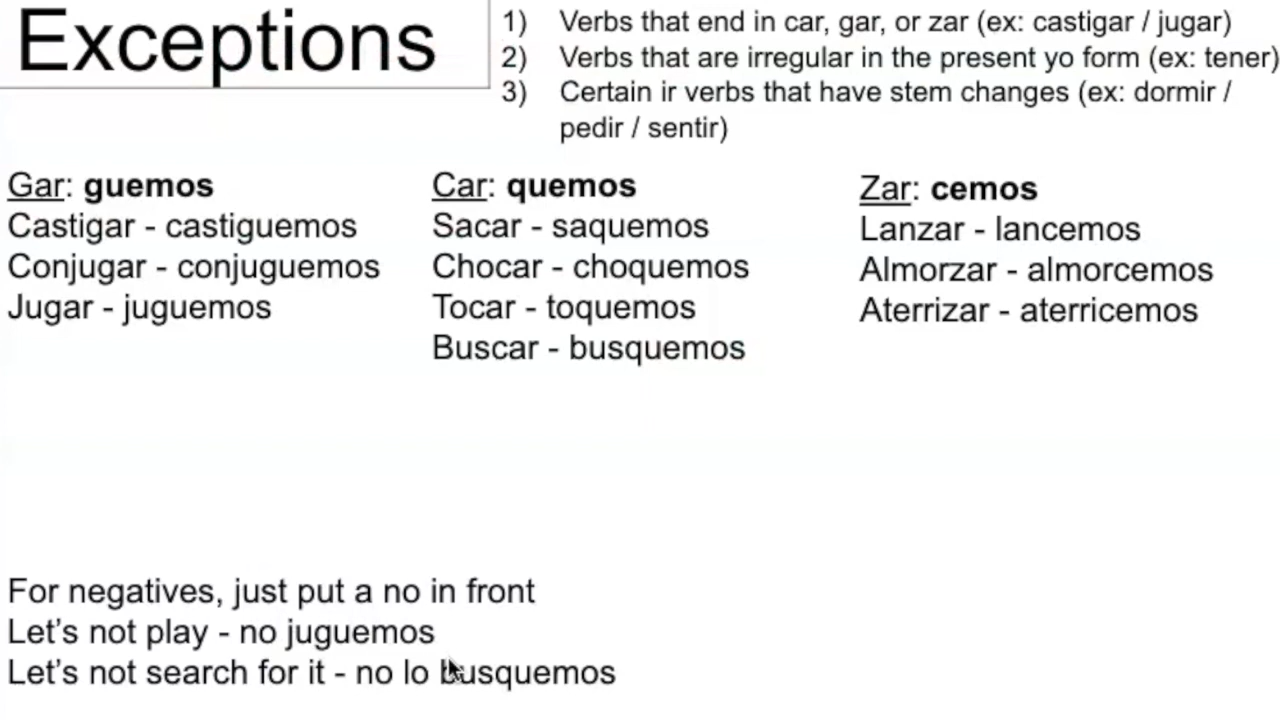 Exceptions
1) Verbs that end in car, gar, or zar (ex: castigar / jugar)
2) Verbs that are irregular in the present yo form (ex: tener)
3) Certain ir verbs that have stem changes (ex: dormir /
pedir / sentir)
Gar: guemos
Castigar - castiguemos
Conjugar - conjuguemos
Jugar - juguemos
Car: quemos
Sacar - saquemos
Chocar - choquemos
Tocar - toquemos
Buscar - busquemos
Zar: cemos
Lanzar - lancemos
Almorzar - almorcemos
Aterrizar - aterricemos
For negatives, just put a no in front
Let's not play - no juguemos
Let's not search for it - no lo busquemos